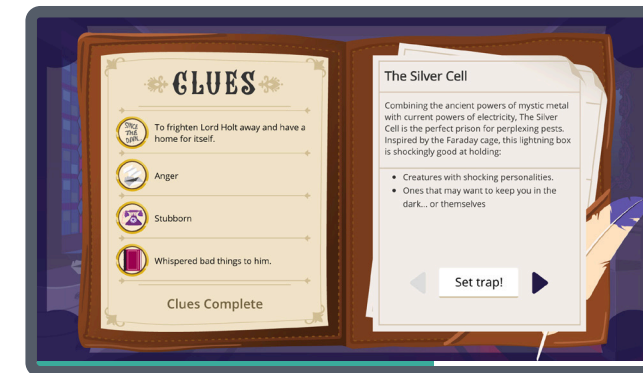 CLUES
SPILL THE
To frighten Lord Holt away and have a
home for itself.
Anger
Stubborn
Whispered bad things to him.
Clues Complete
The Silver Cell
Combining the ancient powers of mystic metal
with current powers of electricity, The Silver
Cell is the perfect prison for perplexing pests.
Inspired by the Faraday cage, this lightning box
is shockingly good at holding:
• Creatures with shocking personalities.
• Ones that may want to keep you in the
dark... or themselves
Set trap!